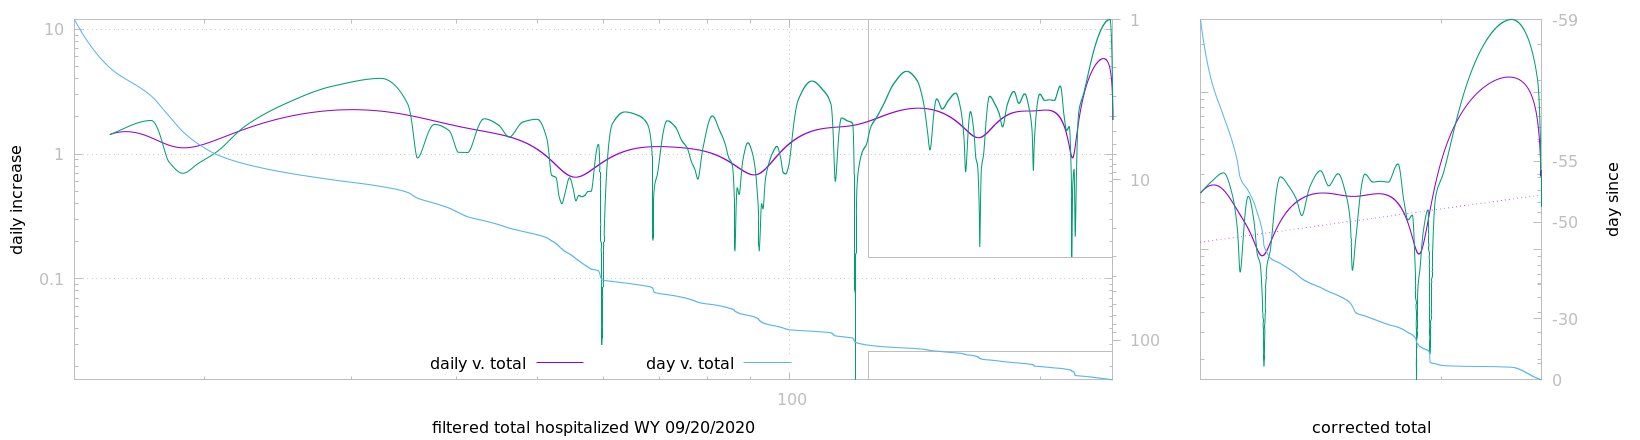 10
1
0.1
daily increase
1
10
100
daily v. total
day v. total
100
filtered total hospitalized WY 09/20/2020
-59
-55
-50
-30
0
day since
corrected total